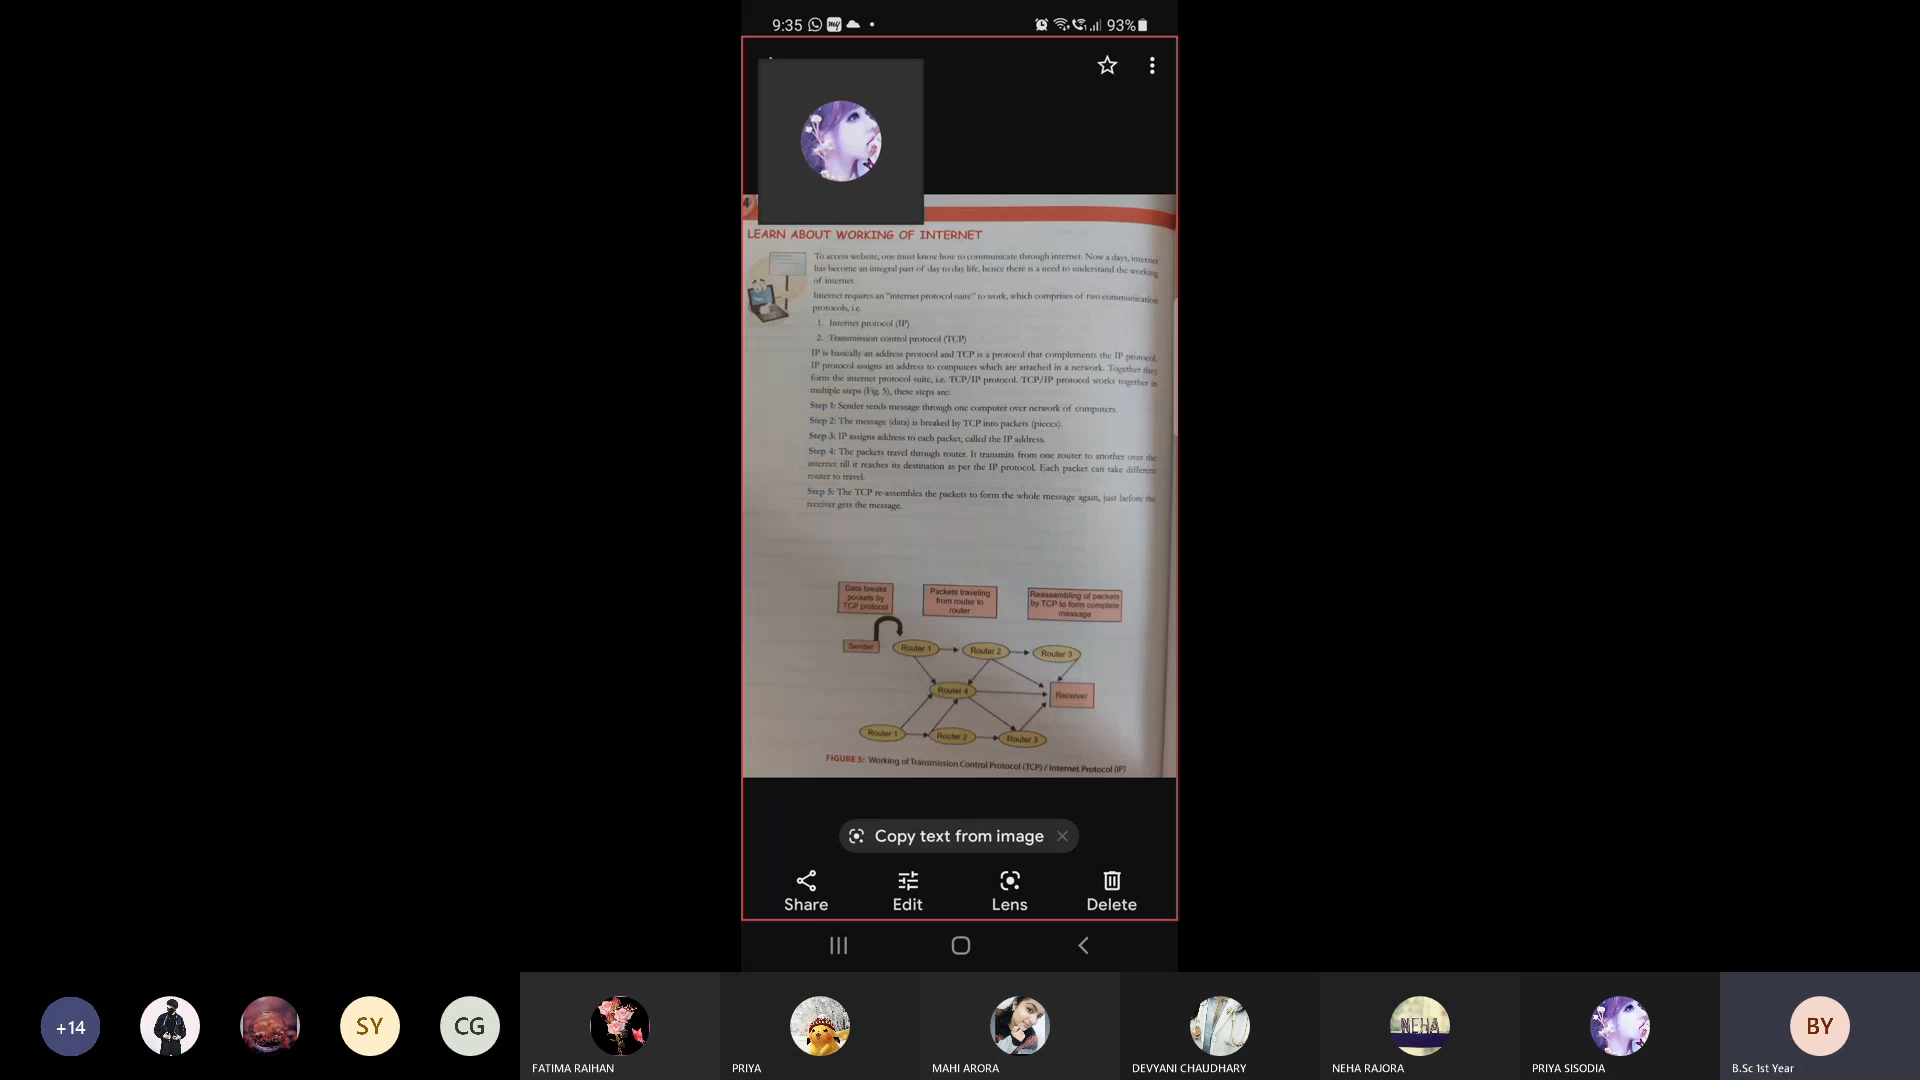 9:35
93%
4
LEARN ABOUT WORKING OF INTERNET
To access website, one must know how to communicate through internet. Now a days, internet
has become an integral part of day to day life, hence there is a need to understand the working
of internet.
Internet requires an "internet protocol suite" to work, which comprises of two communication
protocols, i.e.
1. Internet protocol (IP)
2. Transmission control protocol (TCP)
IP is basically an address protocol and TCP is a protocol that complements the IP protocol.
IP protocol assigns an address to computers which are attached in a network. Together they
form the internet protocol suite, i.e. TCP/IP protocol. TCP/IP protocol works together in
multiple steps (Fig. 5), these steps are:
Step 1: Sender sends message through one computer over network of computers.
Step 2: The message (data) is breaked by TCP into packets (pieces).
Step 3: IP assigns address to each packet, called the IP address.
Step 4: The packets travel through router. It transmits from one router to another over the
internet till it reaches its destination as per the IP protocol. Each packet can take different
router to travel.
Step 5: The TCP re-assembles the packets to form the whole message again, just before the
receiver gets the message.
Data breaks
pockets by
TCP protocol
Packets traveling
from router to
router
Reassembling of packets
by TCP to form complete
message
Sender
Router 1
Router 2
Router 3
Router 4
Receiver
Router 1
Router 2
Router 3
FIGURE 5: Working of Transmission Control Protocol (TCP) / Internet Protocol (IP)
Copy text from image
Share
Edit
Lens
Delete
+14
SY
CG
NEHA
BY
FATIMA RAIHAN
PRIYA
MAHI ARORA
DEVYANI CHAUDHARY
NEHA RAJORA
PRIYA SISODIA
B.Sc 1st Year